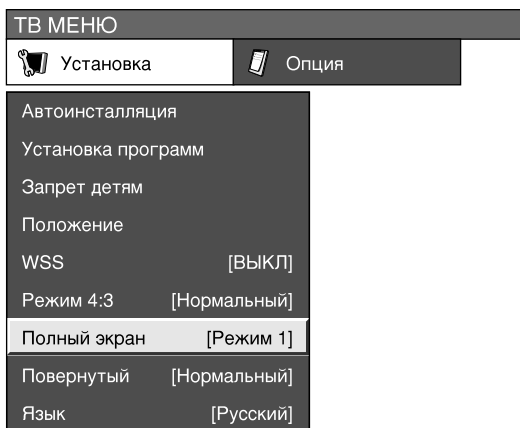 ТВ МЕНЮ
Установка Опция
Автоинсталляция
Установка программ
Запрет детям
Положение
WSS [ВЫКЛ]
Режим 4:3 [Нормальный]
Полный экран [Режим 1]
Повернутый [Нормальный]
Язык [Русский]